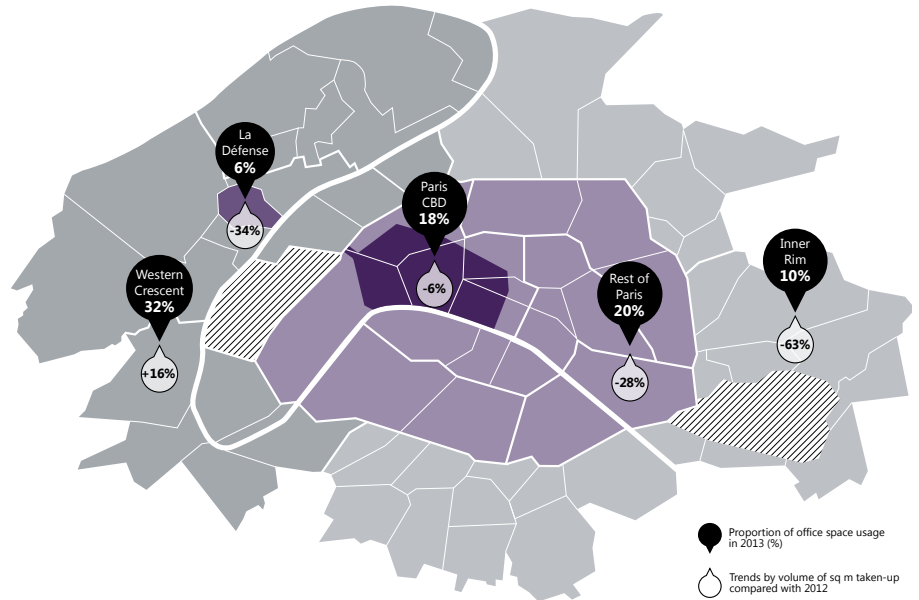 La
Défense
6%
-34%
Paris
CBD
18%
-6%
Western
Crescent
32%
+16%
Rest of
Paris
20%
-28%
Inner
Rim
10%
-63%
Proportion of office space usage
in 2013 (%)
Trends by volume of sq m taken-up
compared with 2012